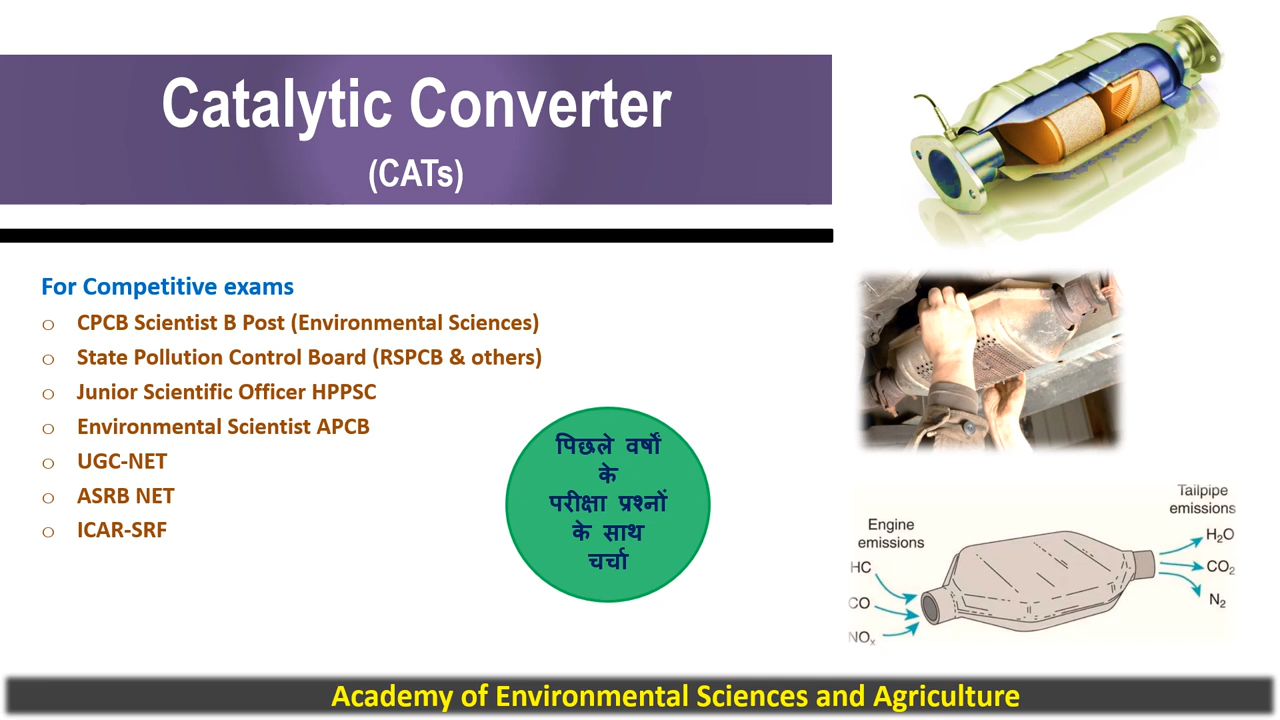 Catalytic Converter
(CATs)
For Competitive exams
o CPCB Scientist B Post (Environmental Sciences)
o State Pollution Control Board (RSPCB & others)
o Junior Scientific Officer HPPSC
o Environmental Scientist APCB
o UGC-NET
o ASRB NET
o ICAR-SRF
पिछले वर्षों
के
परीक्षा प्रश्नों
के साथ
चर्चा
Engine
emissions
HC
CO
NOₓ
Tailpipe
emissions
H₂O
CO₂
N₂
Academy of Environmental Sciences and Agriculture